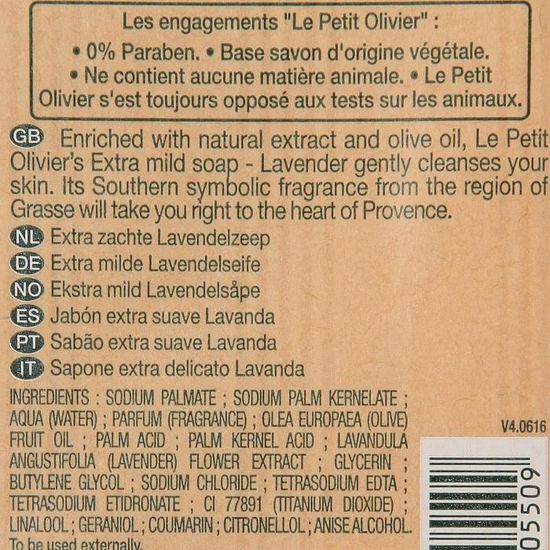 Les engagements "Le Petit Olivier" :
• 0% Paraben. • Base savon d'origine végétale.
• Ne contient aucune matière animale. • Le Petit
Olivier s'est toujours opposé aux tests sur les animaux.
GB Enriched with natural extract and olive oil, Le Petit
Olivier's Extra mild soap - Lavender gently cleanses your
skin. Its Southern symbolic fragrance from the region of
Grasse will take you right to the heart of Provence.
NL Extra zachte Lavendelzeep
DE Extra milde Lavendelseife
NO Ekstra mild Lavendelsåpe
ES Jabón extra suave Lavanda
PT Sabão extra suave Lavanda
IT Sapone extra delicato Lavanda
INGREDIENTS : SODIUM PALMATE ; SODIUM PALM KERNELATE ;
AQUA (WATER) ; PARFUM (FRAGRANCE) ; OLEA EUROPAEA (OLIVE)
FRUIT OIL ; PALM ACID ; PALM KERNEL ACID ; LAVANDULA
ANGUSTIFOLIA (LAVENDER) FLOWER EXTRACT ; GLYCERIN ;
BUTYLENE GLYCOL ; SODIUM CHLORIDE ; TETRASODIUM EDTA ;
TETRASODIUM ETIDRONATE ; CI 77891 (TITANIUM DIOXIDE) ;
LINALOOL ; GERANIOL ; COUMARIN ; CITRONELLOL ; ANISE ALCOHOL
To be used externally.
V4.0616
05509